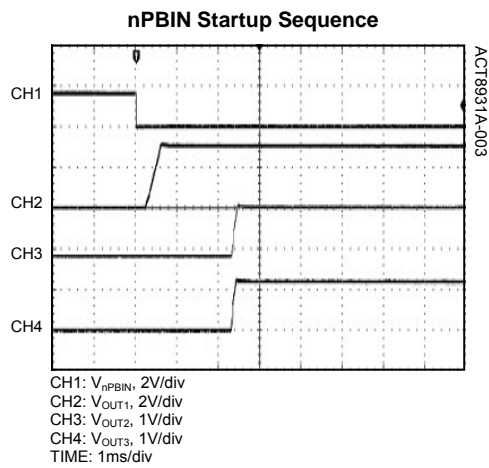 nPBIN Startup Sequence
CH1
CH2
CH3
CH4
ACT8931A-003
CH1: VnPBIN, 2V/div
CH2: VOUT1, 2V/div
CH3: VOUT2, 1V/div
CH4: VOUT3, 1V/div
TIME: 1ms/div